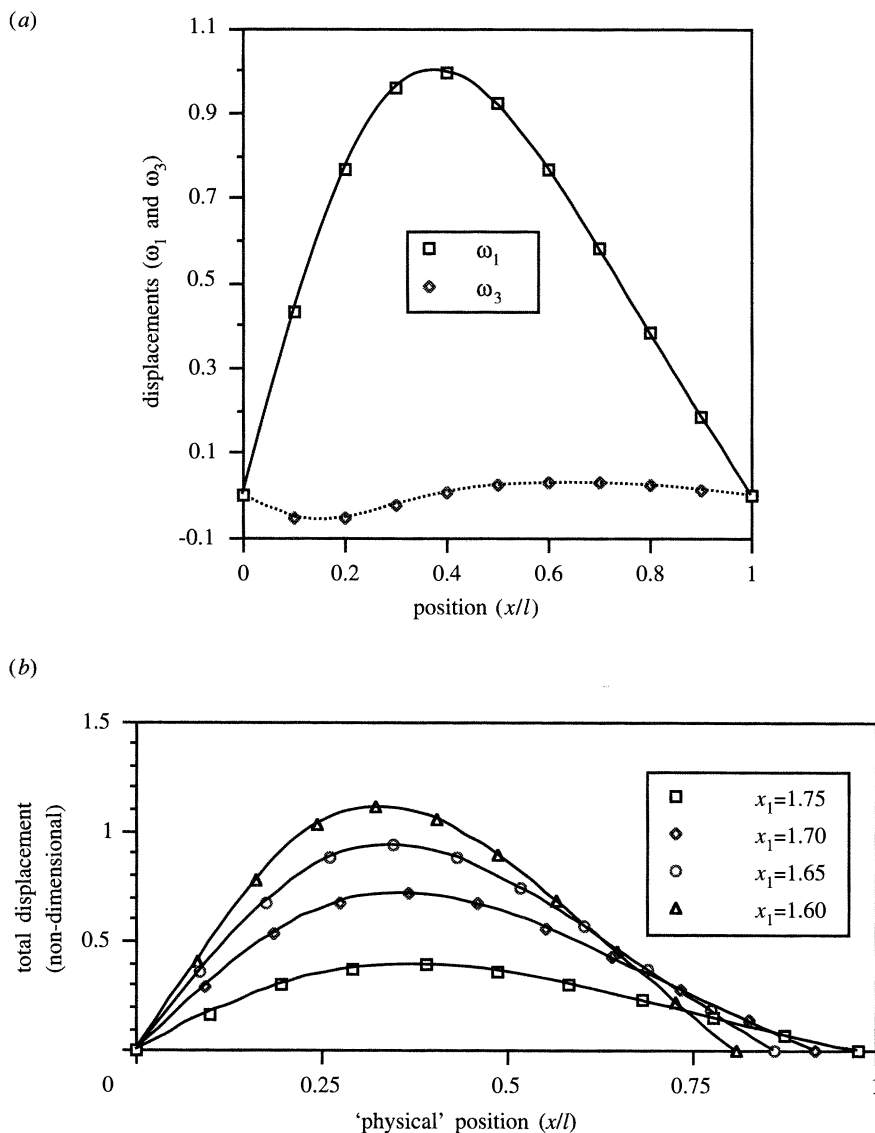 (a)
1.1
0.9
0.7
0.5
0.3
0.1
-0.1
displacements (ω₁ and ω₃)
ω₁
ω₃
0 0.2 0.4 0.6 0.8 1
position (x/l)
(b)
1.5
1
0.5
total displacement
(non-dimensional)
x₁=1.75
x₁=1.70
x₁=1.65
x₁=1.60
0 0.25 0.5 0.75 1
‘physical’ position (x/l)